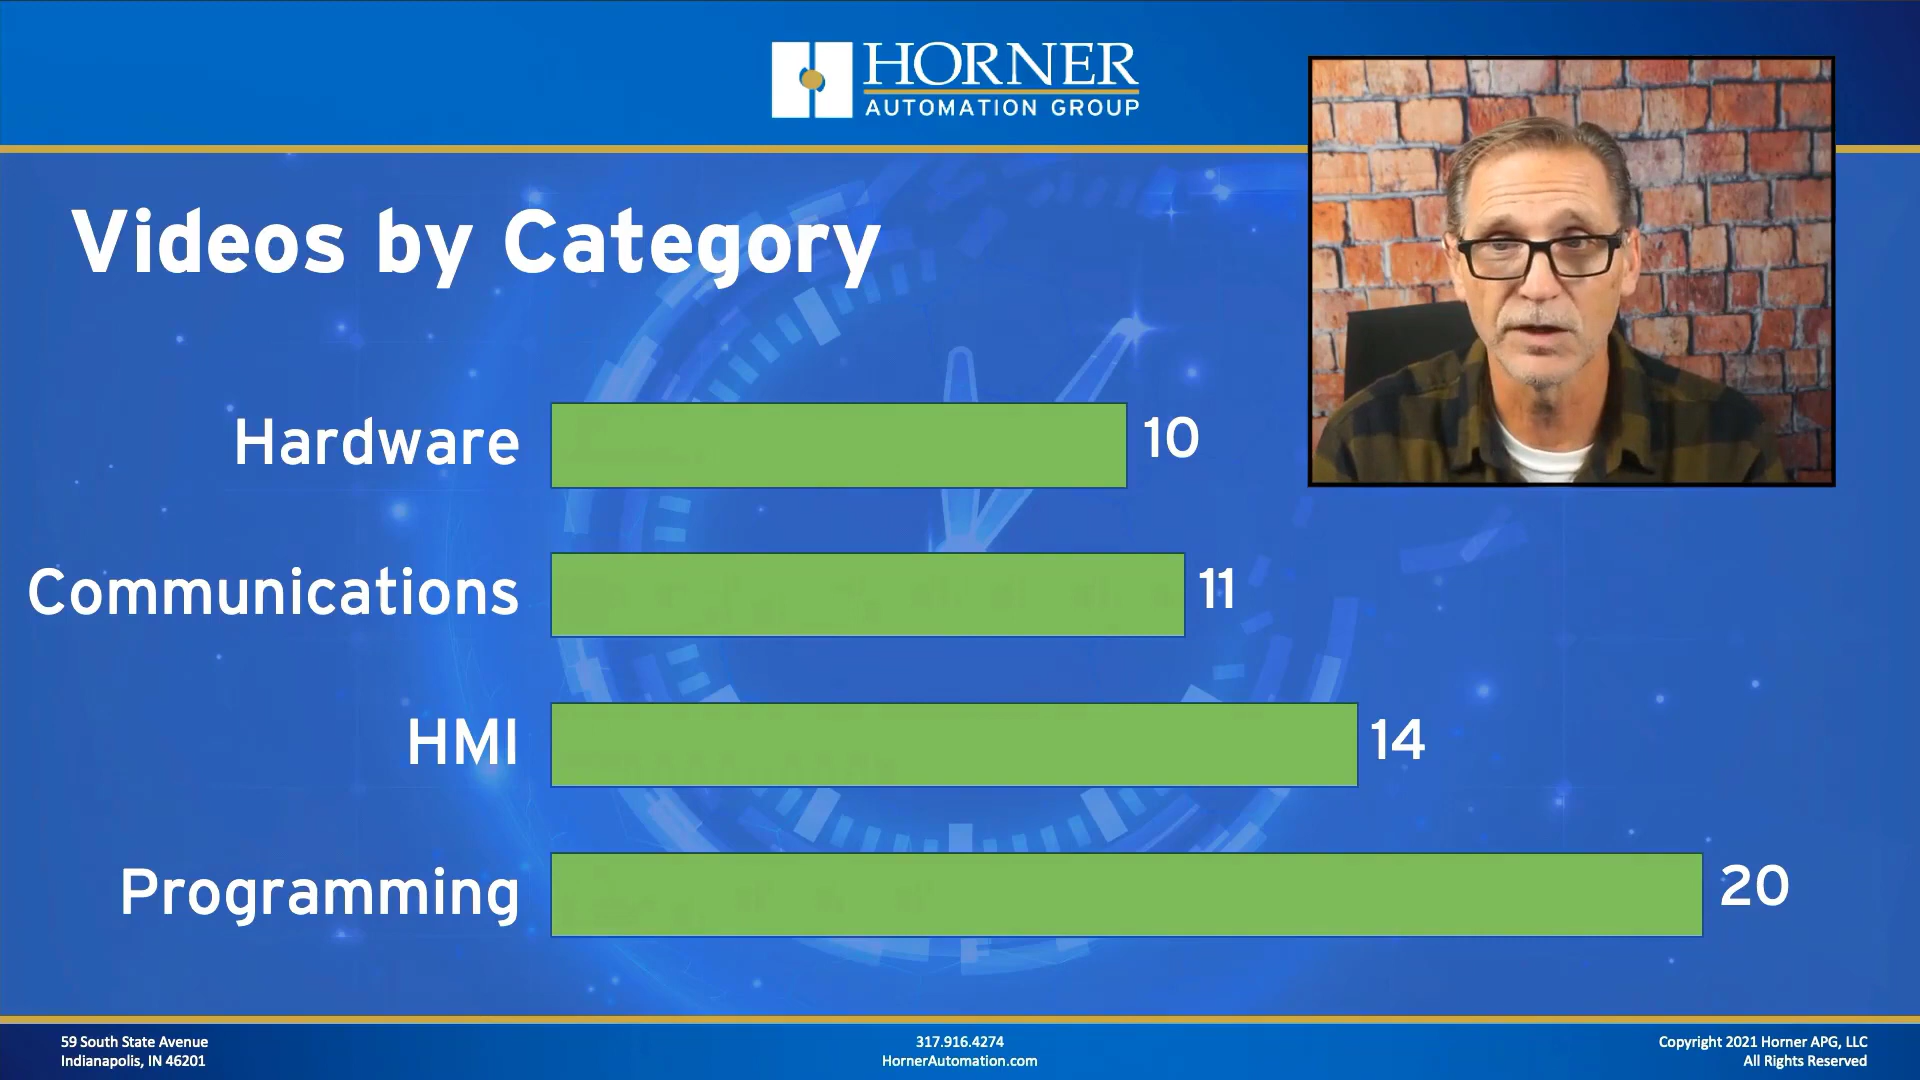 HORNER
AUTOMATION GROUP
Videos by Category
Hardware 10
Communications 11
HMI 14
Programming 20
59 South State Avenue
Indianapolis, IN 46201
317.916.4274
HornerAutomation.com
Copyright 2021 Horner APG, LLC
All Rights Reserved